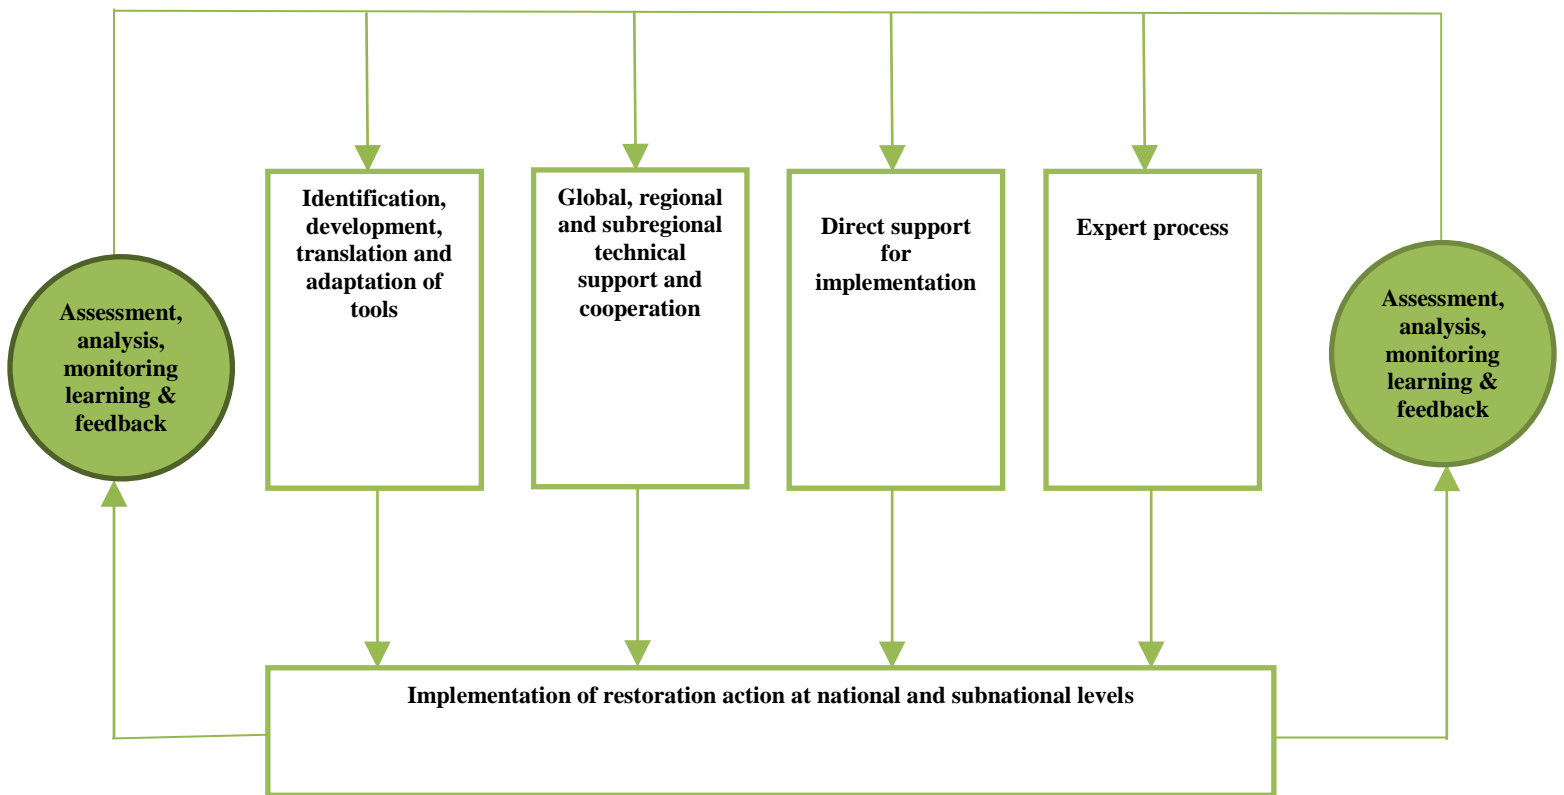 Assessment,
analysis,
monitoring
learning &
feedback
Identification,
development,
translation and
adaptation of
tools
Global, regional
and subregional
technical
support and
cooperation
Direct support
for
implementation
Expert process
Assessment,
analysis,
monitoring
learning &
feedback
Implementation of restoration action at national and subnational levels